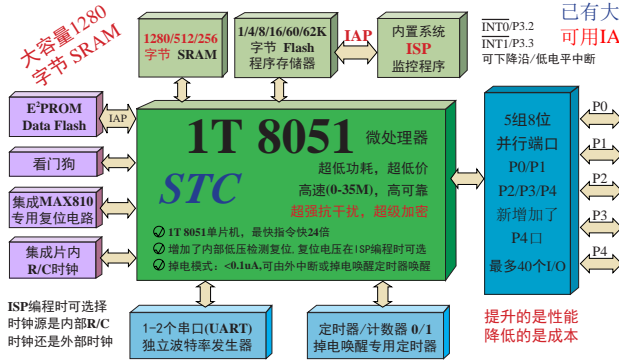 大容量1280
字节 SRAM
1280/512/256
字节 SRAM
1/4/8/16/60/62K
字节 Flash
程序存储器
IAP
内置系统
ISP
监控程序
INT0/P3.2
INT1/P3.3
可下降沿/低电平中断
已有大
可用IA
E²PROM
Data Flash
IAP
看门狗
集成MAX810
专用复位电路
集成片内
R/C时钟
1T 8051 微处理器
STC
超低功耗，超低价
高速(0-35M)，高可靠
超强抗干扰，超级加密
1T 8051单片机，最快指令快24倍
增加了内部低压检测复位, 复位电压在ISP编程时可选
掉电模式：<0.1uA,可由外中断或掉电唤醒定时器唤醒
5组8位
并行端口
P0/P1
P2/P3/P4
新增加了
P4口
最多40个I/O
P0
P1
P2
P3
P4
ISP编程时可选择
时钟源是内部R/C
时钟还是外部时钟
1-2个串口(UART)
独立波特率发生器
定时器/计数器 0/1
掉电唤醒专用定时器
提升的是性能
降低的是成本